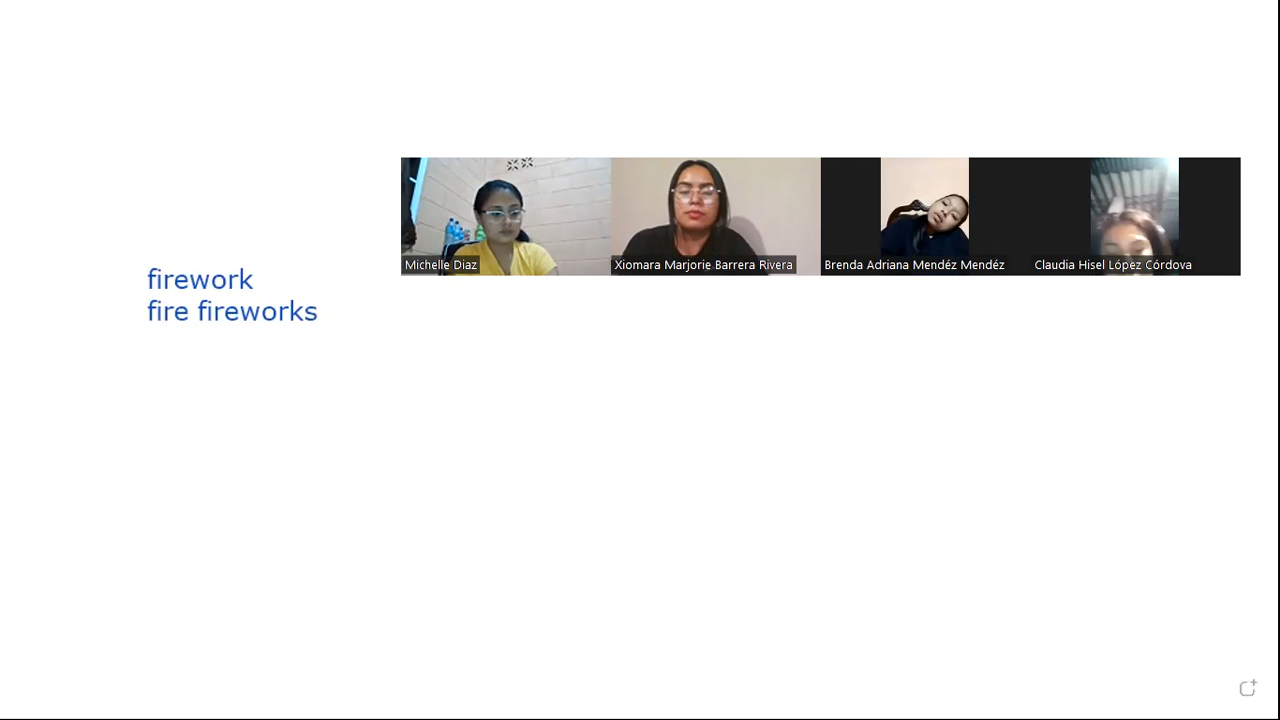 Michelle Diaz
Xiomara Marjorie Barrera Rivera
Brenda Adriana Mendéz Mendéz
Claudia Hisel López Córdova
firework
fire fireworks